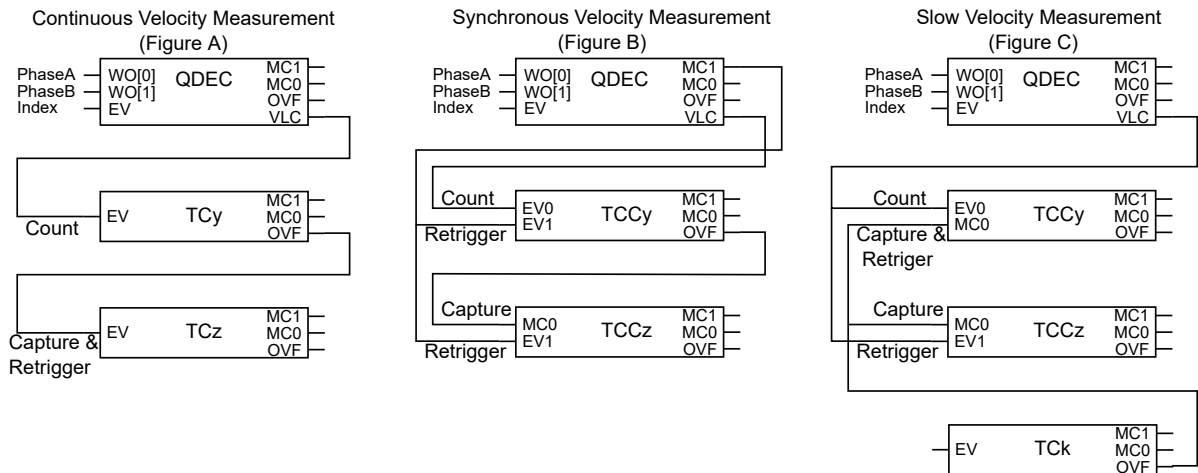 Continuous Velocity Measurement
(Figure A)
PhaseA
PhaseB
Index
WO[0]
WO[1]
EV
QDEC
MC1
MC0
OVF
VLC
Count
EV
TCy
MC1
MC0
OVF
Capture &
Retrigger
EV
TCz
MC1
MC0
OVF
Synchronous Velocity Measurement
(Figure B)
PhaseA
PhaseB
Index
WO[0]
WO[1]
EV
QDEC
MC1
MC0
OVF
VLC
Count
Retrigger
EV0
EV1
TCCy
MC1
MC0
OVF
Capture
Retrigger
MC0
EV1
TCCz
MC1
MC0
OVF
Slow Velocity Measurement
(Figure C)
PhaseA
PhaseB
Index
WO[0]
WO[1]
EV
QDEC
MC1
MC0
OVF
VLC
Count
Capture &
Retriger
EV0
MC0
TCCy
MC1
MC0
OVF
Capture
Retrigger
MC0
EV1
TCCz
MC1
MC0
OVF
EV
TCk
MC1
MC0
OVF